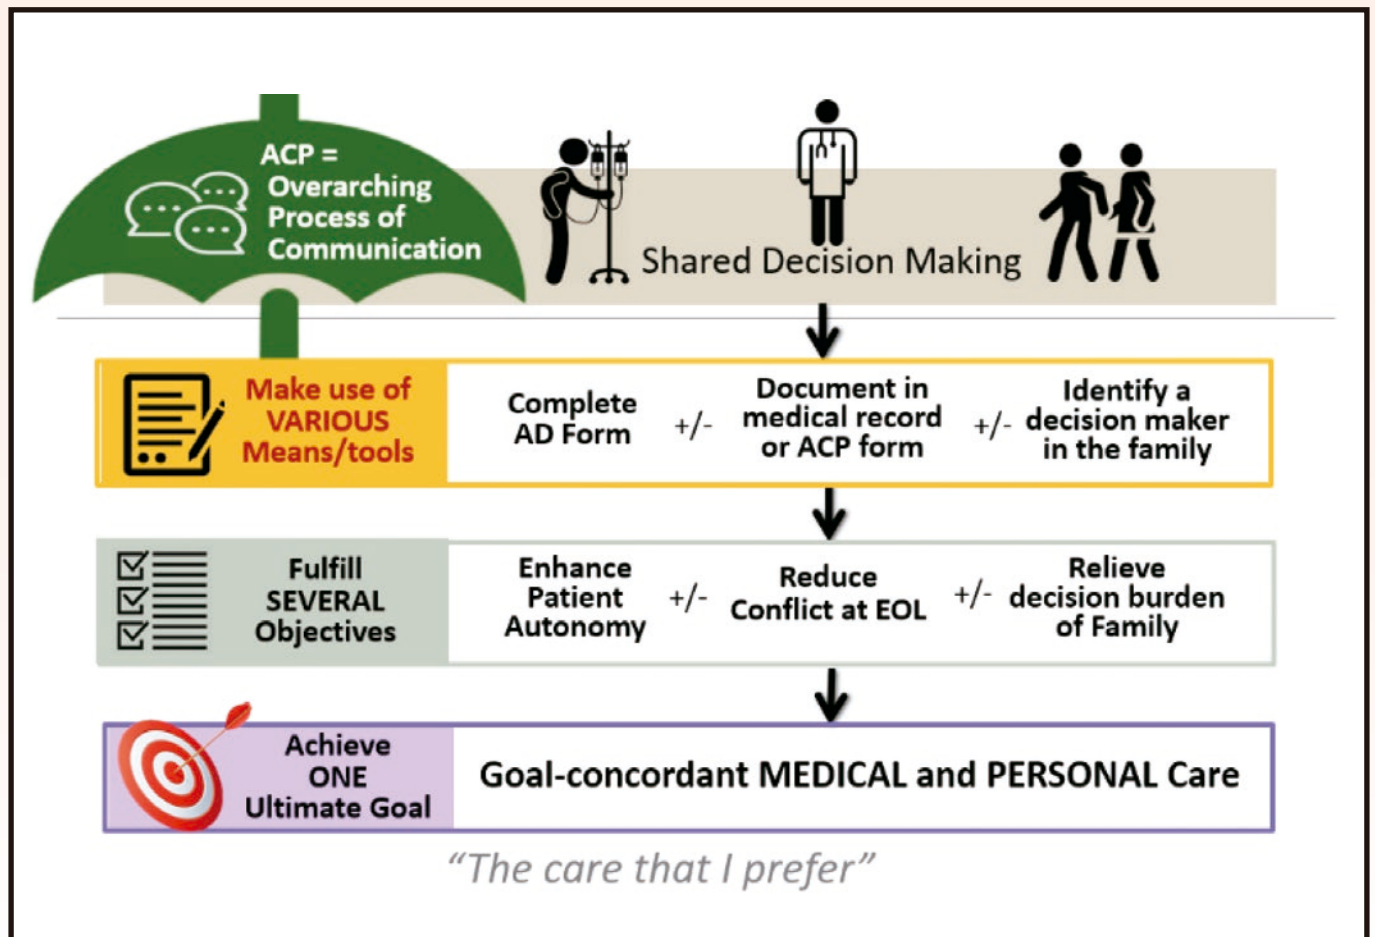 ACP =
Overarching
Process of
Communication
Shared Decision Making
Make use of
VARIOUS
Means/tools
Complete
AD Form
+/-
Document in
medical record
or ACP form
+/-
Identify a
decision maker
in the family
Fulfill
SEVERAL
Objectives
Enhance
Patient
Autonomy
+/-
Reduce
Conflict at EOL
+/-
Relieve
decision burden
of Family
Achieve
ONE
Ultimate Goal
Goal-concordant MEDICAL and PERSONAL Care
“The care that I prefer”